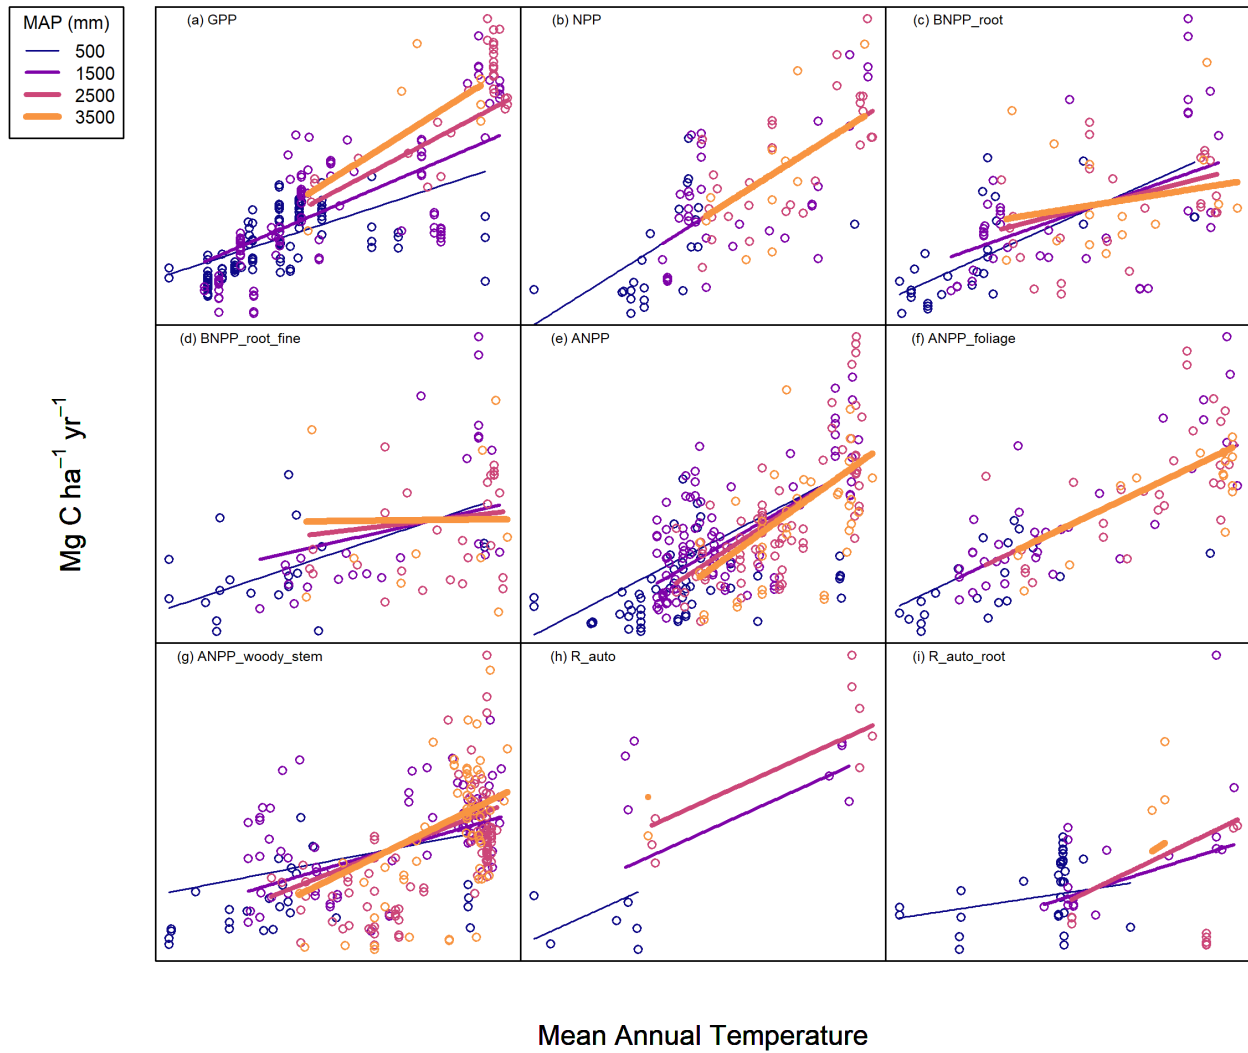 MAP (mm)
500
1500
2500
3500
(a) GPP
(b) NPP
(c) BNPP_root
(d) BNPP_root_fine
(e) ANPP
(f) ANPP_foliage
(g) ANPP_woody_stem
(h) R_auto
(i) R_auto_root
Mg C ha⁻¹ yr⁻¹
Mean Annual Temperature